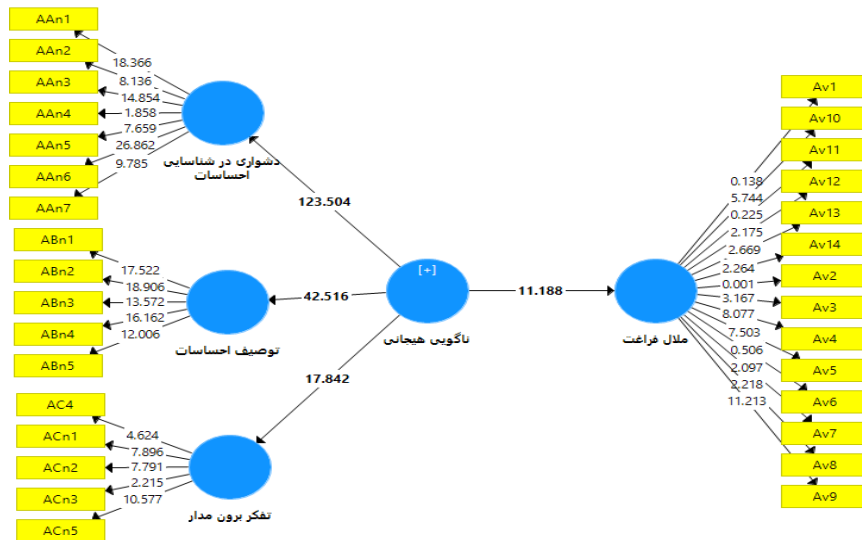 AAn1
AAn2
AAn3
AAn4
AAn5
AAn6
AAn7
18.366
8.136
14.854
1.858
7.659
26.862
9.785
دشواری در شناسایی
احساسات
123.504
ABn1
ABn2
ABn3
ABn4
ABn5
17.522
18.906
13.572
16.162
12.006
توصیف احساسات
42.516
[+]
ناگویی هیجانی
11.188
17.842
AC4
ACn1
ACn2
ACn3
ACn5
4.624
7.896
7.791
2.215
10.577
تفکر برون مدار
ملال فراغت
0.138
5.744
0.225
2.175
2.669
2.264
0.001
3.167
8.077
7.503
0.506
2.097
2.218
11.213
Av1
Av10
Av11
Av12
Av13
Av14
Av2
Av3
Av4
Av5
Av6
Av7
Av8
Av9